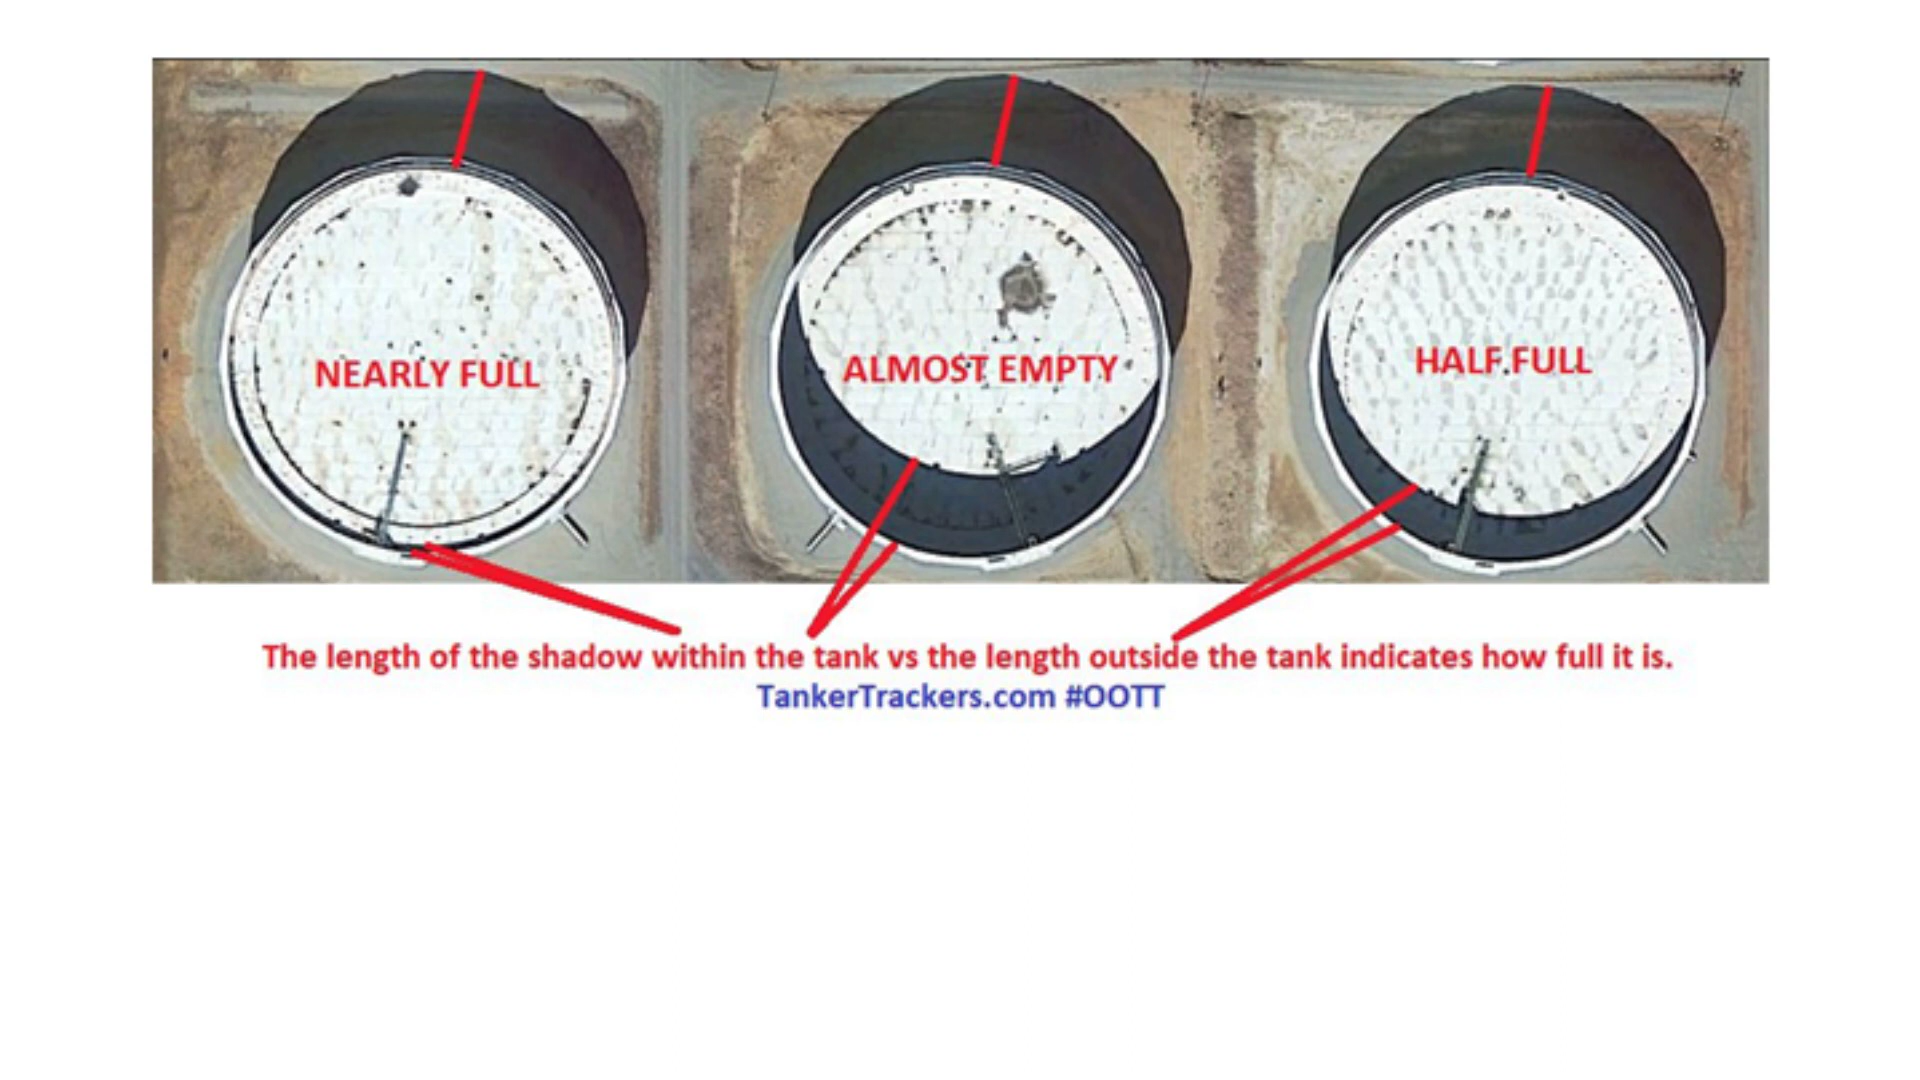 NEARLY FULL
ALMOST EMPTY
HALF FULL
The length of the shadow within the tank vs the length outside the tank indicates how full it is.
TankerTrackers.com #OOTT